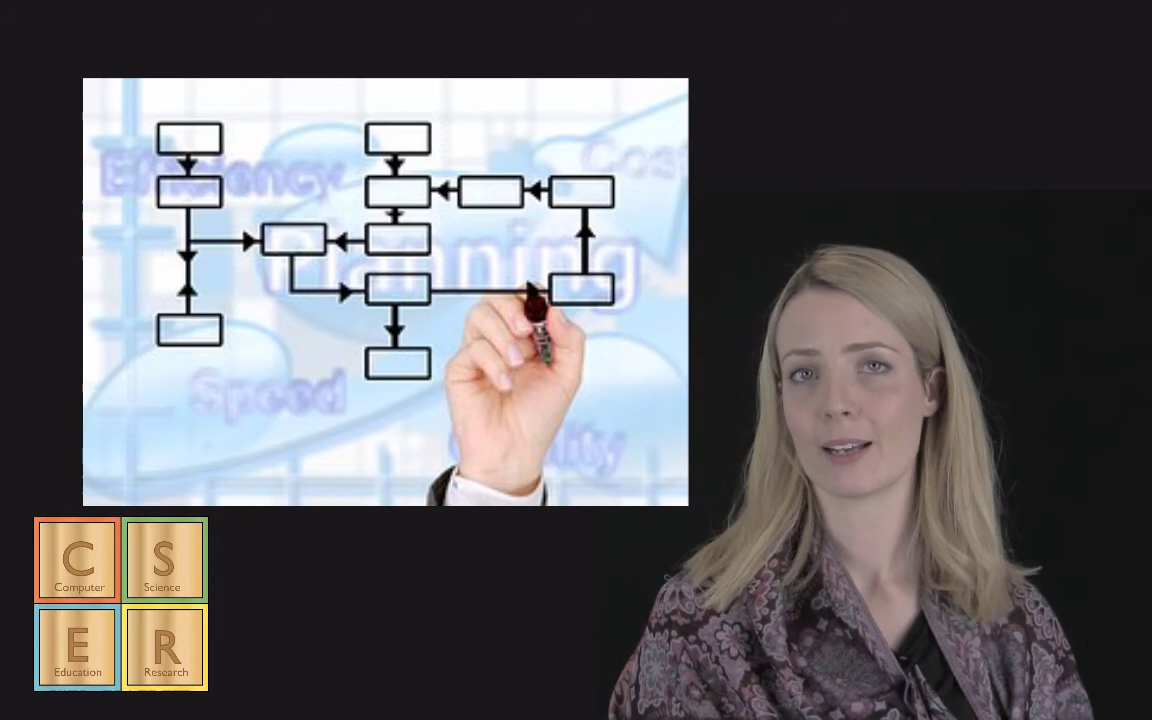 Efficiency
Cost
Planning
Speed
C
Computer
S
Science
E
Education
R
Research